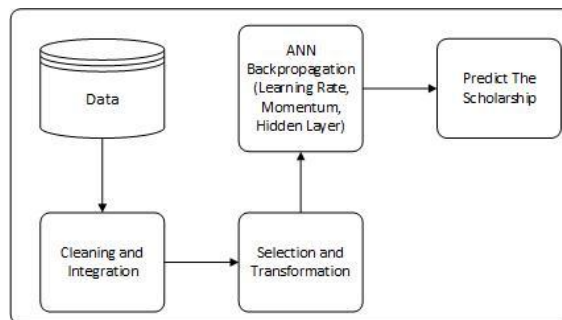 Data
ANN
Backpropagation
(Learning Rate,
Momentum,
Hidden Layer)
Predict The
Scholarship
Cleaning and
Integration
Selection and
Transformation